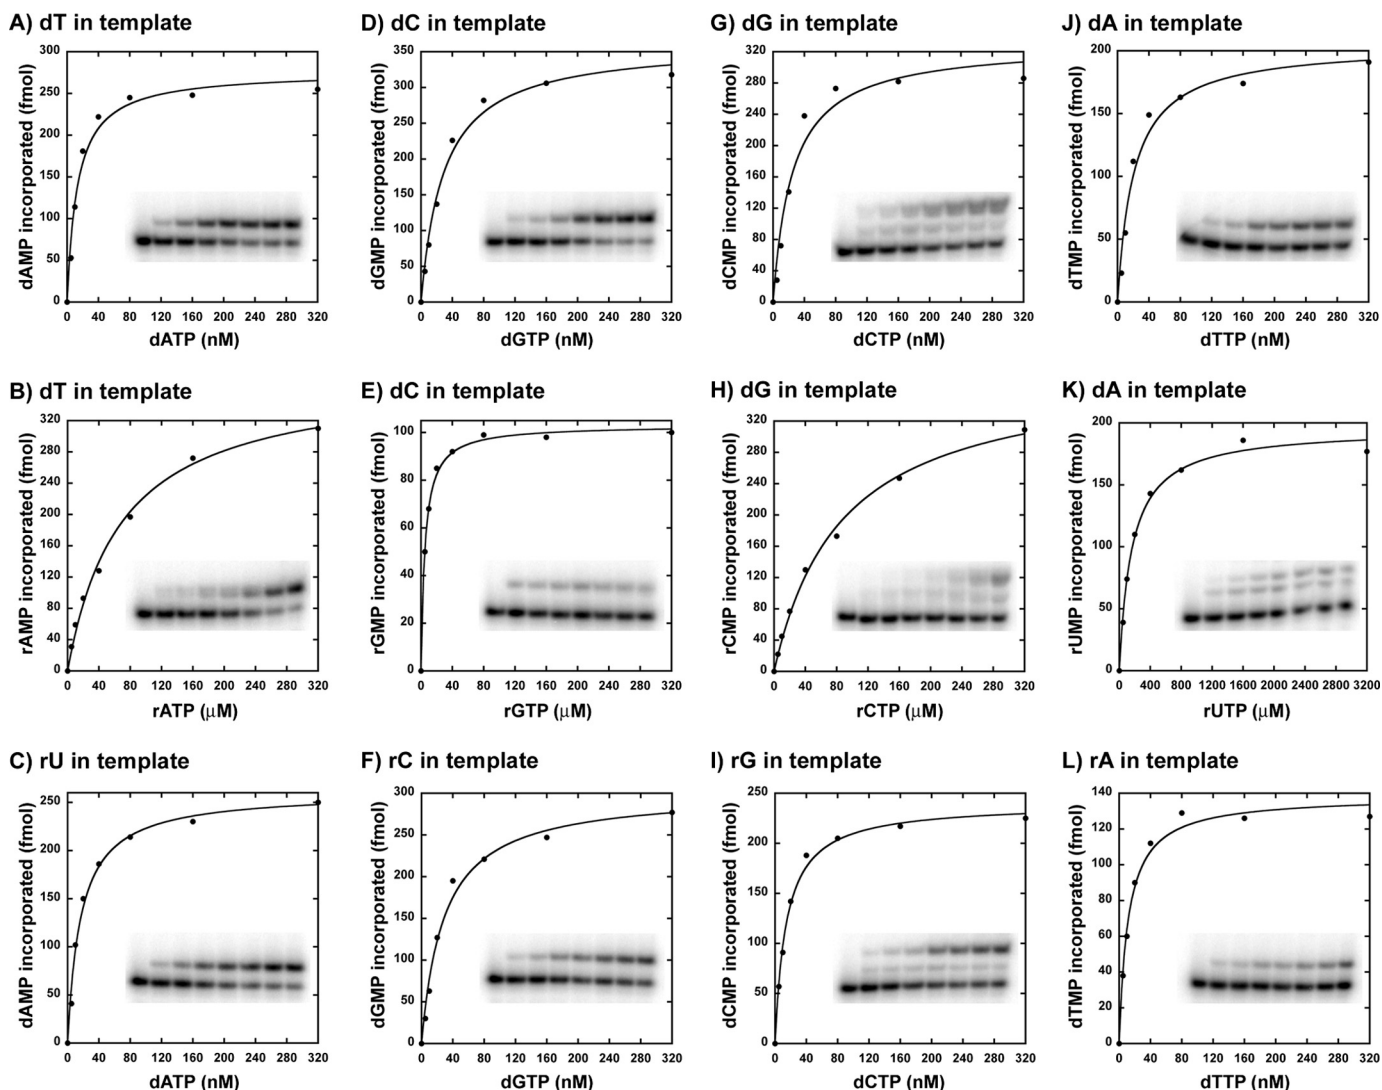 A) dT in template
dAMP incorporated (fmol)
300
250
200
150
100
50
0
0 40 80 120 160 200 240 280 320
dATP (nM)
D) dC in template
dGMP incorporated (fmol)
350
300
250
200
150
100
50
0
0 40 80 120 160 200 240 280 320
dGTP (nM)
G) dG in template
dCMP incorporated (fmol)
320
280
240
200
160
120
80
40
0
0 40 80 120 160 200 240 280 320
dCTP (nM)
J) dA in template
dTMP incorporated (fmol)
200
150
100
50
0
0 40 80 120 160 200 240 280 320
dTTP (nM)
B) dT in template
rAMP incorporated (fmol)
320
280
240
200
160
120
80
40
0
0 40 80 120 160 200 240 280 320
rATP (μM)
E) dC in template
rGMP incorporated (fmol)
100
80
60
40
20
0
0 40 80 120 160 200 240 280 320
rGTP (μM)
H) dG in template
rCMP incorporated (fmol)
320
280
240
200
160
120
80
40
0
0 40 80 120 160 200 240 280 320
rCTP (μM)
K) dA in template
rUMP incorporated (fmol)
200
150
100
50
0
0 400 800 1200 1600 2000 2400 2800 3200
rUTP (μM)
C) rU in template
dAMP incorporated (fmol)
250
200
150
100
50
0
0 40 80 120 160 200 240 280 320
dATP (nM)
F) rC in template
dGMP incorporated (fmol)
300
250
200
150
100
50
0
0 40 80 120 160 200 240 280 320
dGTP (nM)
I) rG in template
dCMP incorporated (fmol)
250
200
150
100
50
0
0 40 80 120 160 200 240 280 320
dCTP (nM)
L) rA in template
dTMP incorporated (fmol)
140
120
100
80
60
40
20
0
0 40 80 120 160 200 240 280 320
dTTP (nM)